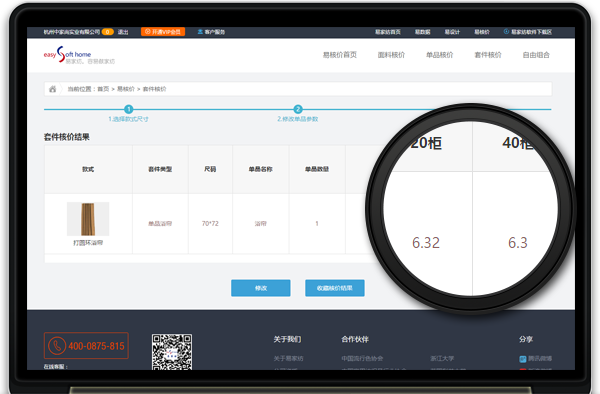 杭州中家尚实业有限公司 0 退出 开通VIP会员 客户服务 易家纺首页 易数据 易设计 易核价 易家纺软件下载区
easy Soft home
易家纺，容易做家纺
易核价首页 面料核价 单品核价 套件核价 自由组合
当前位置：首页 > 易核价 > 套件核价
1 2
1.选择款式尺寸 2.修改单品参数
套件核价结果
款式 套件类型 尺码 单品名称 单品数量 20柜 40柜
打圆环浴帘 单品浴帘 70*72 浴帘 1 6.32 6.3
修改 收藏核价结果
400-0875-815
在线客服：
关于我们 合作伙伴 分享
关于易家纺 中国流行色协会 浙江大学 腾讯微博